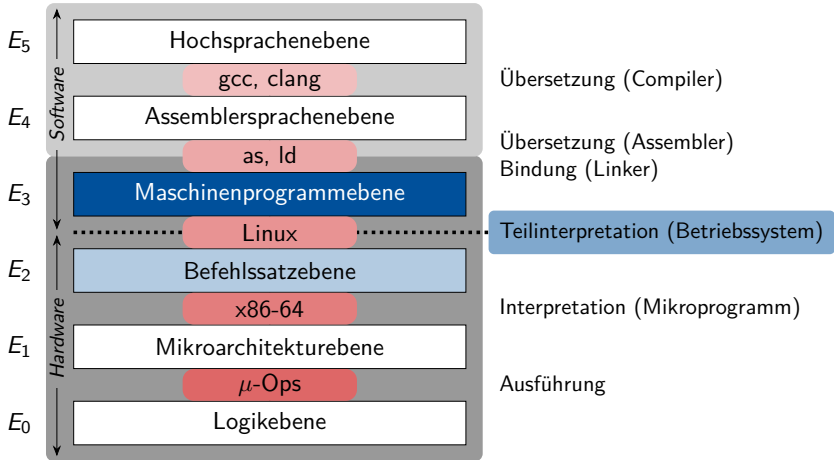 E5 Hochsprachenebene
gcc, clang Übersetzung (Compiler)
E4 Assemblersprachenebene
Software
as, ld Übersetzung (Assembler)
Bindung (Linker)
E3 Maschinenprogrammebene
Linux Teilinterpretation (Betriebssystem)
E2 Befehlssatzebene
x86-64 Interpretation (Mikroprogramm)
Hardware
E1 Mikroarchitekturebene
μ-Ops Ausführung
E0 Logikebene